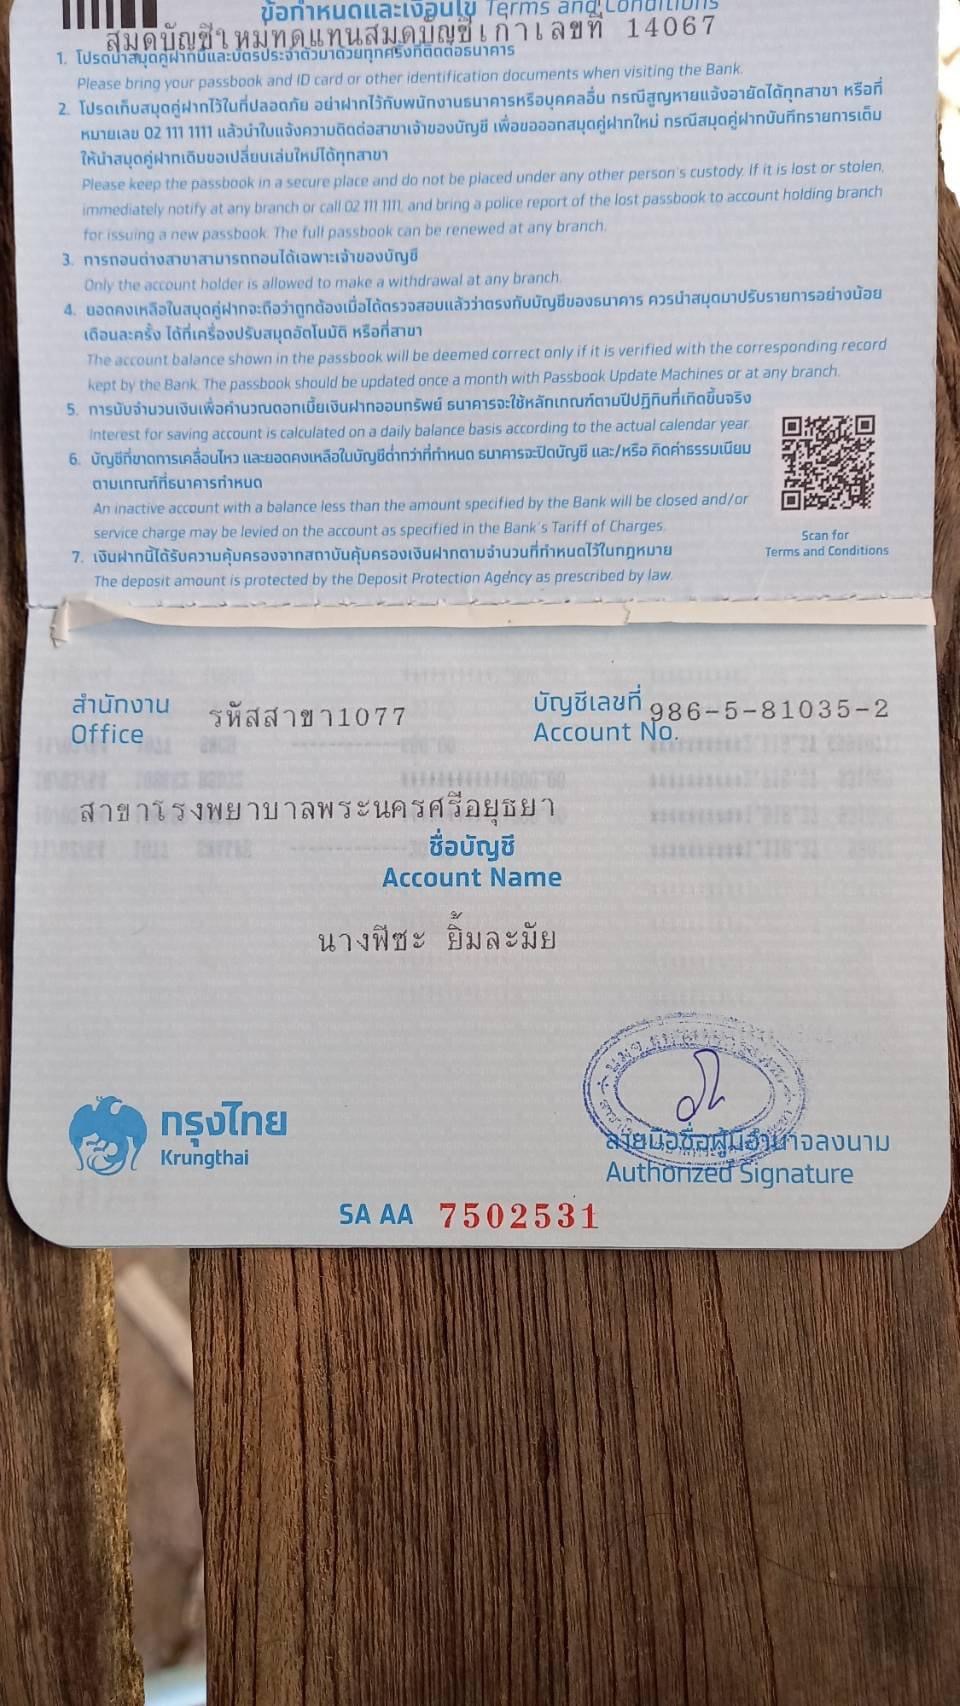 ข้อกำหนดและเงื่อนไข Terms and Conditions
สมุดบัญชีใหม่ทดแทนสมุดบัญชีเก่าเลขที่ 14067
1. โปรดนำสมุดคู่ฝากนี้และบัตรประจำตัวมาด้วยทุกครั้งที่ติดต่อธนาคาร
Please bring your passbook and ID card or other identification documents when visiting the Bank.
2. โปรดเก็บสมุดคู่ฝากไว้ในที่ปลอดภัย อย่าฝากไว้กับพนักงานธนาคารหรือบุคคลอื่น กรณีสูญหายแจ้งอายัดได้ทุกสาขา หรือที่
หมายเลข 02 111 1111 แล้วนำใบแจ้งความติดต่อสาขาเจ้าของบัญชี เพื่อขอออกสมุดคู่ฝากใหม่ กรณีสมุดคู่ฝากบันทึกรายการเต็ม
ให้นำสมุดคู่ฝากเดิมขอเปลี่ยนเล่มใหม่ได้ทุกสาขา
Please keep the passbook in a secure place and do not be placed under any other person's custody. If it is lost or stolen,
immediately notify at any branch or call 02 111 1111, and bring a police report of the lost passbook to account holding branch
for issuing a new passbook. The full passbook can be renewed at any branch.
3. การถอนต่างสาขาสามารถถอนได้เฉพาะเจ้าของบัญชี
Only the account holder is allowed to make a withdrawal at any branch.
4. ยอดคงเหลือในสมุดคู่ฝากจะถือว่าถูกต้องเมื่อได้ตรวจสอบแล้วว่าตรงกับบัญชีของธนาคาร ควรนำสมุดมาปรับรายการอย่างน้อย
เดือนละครั้ง ได้ที่เครื่องปรับสมุดอัตโนมัติ หรือที่สาขา
The account balance shown in the passbook will be deemed correct only if it is verified with the corresponding record
kept by the Bank. The passbook should be updated once a month with Passbook Update Machines or at any branch.
5. การนับจำนวนเงินเพื่อคำนวณดอกเบี้ยเงินฝากออมทรัพย์ ธนาคารจะใช้หลักเกณฑ์ตามปีปฏิทินที่เกิดขึ้นจริง
Interest for saving account is calculated on a daily balance basis according to the actual calendar year.
6. บัญชีที่ขาดการเคลื่อนไหว และยอดคงเหลือในบัญชีต่ำกว่าที่กำหนด ธนาคารจะปิดบัญชี และ/หรือ คิดค่าธรรมเนียม
ตามเกณฑ์ที่ธนาคารกำหนด
An inactive account with a balance less than the amount specified by the Bank will be closed and/or
service charge may be levied on the account as specified in the Bank's Tariff of Charges.
7. เงินฝากนี้ได้รับความคุ้มครองจากสถาบันคุ้มครองเงินฝากตามจำนวนที่กำหนดไว้ในกฎหมาย
The deposit amount is protected by the Deposit Protection Agency as prescribed by law.
Scan for
Terms and Conditions
สำนักงาน
Office
รหัสสาขา1077
บัญชีเลขที่
Account No.
986-5-81035-2
สาขาโรงพยาบาลพระนครศรีอยุธยา
ชื่อบัญชี
Account Name
นางฟีซะ ยิ้มละมัย
กรุงไทย
Krungthai
ลายมือชื่อผู้มีอำนาจลงนาม
Authorized Signature
SA AA 7502531